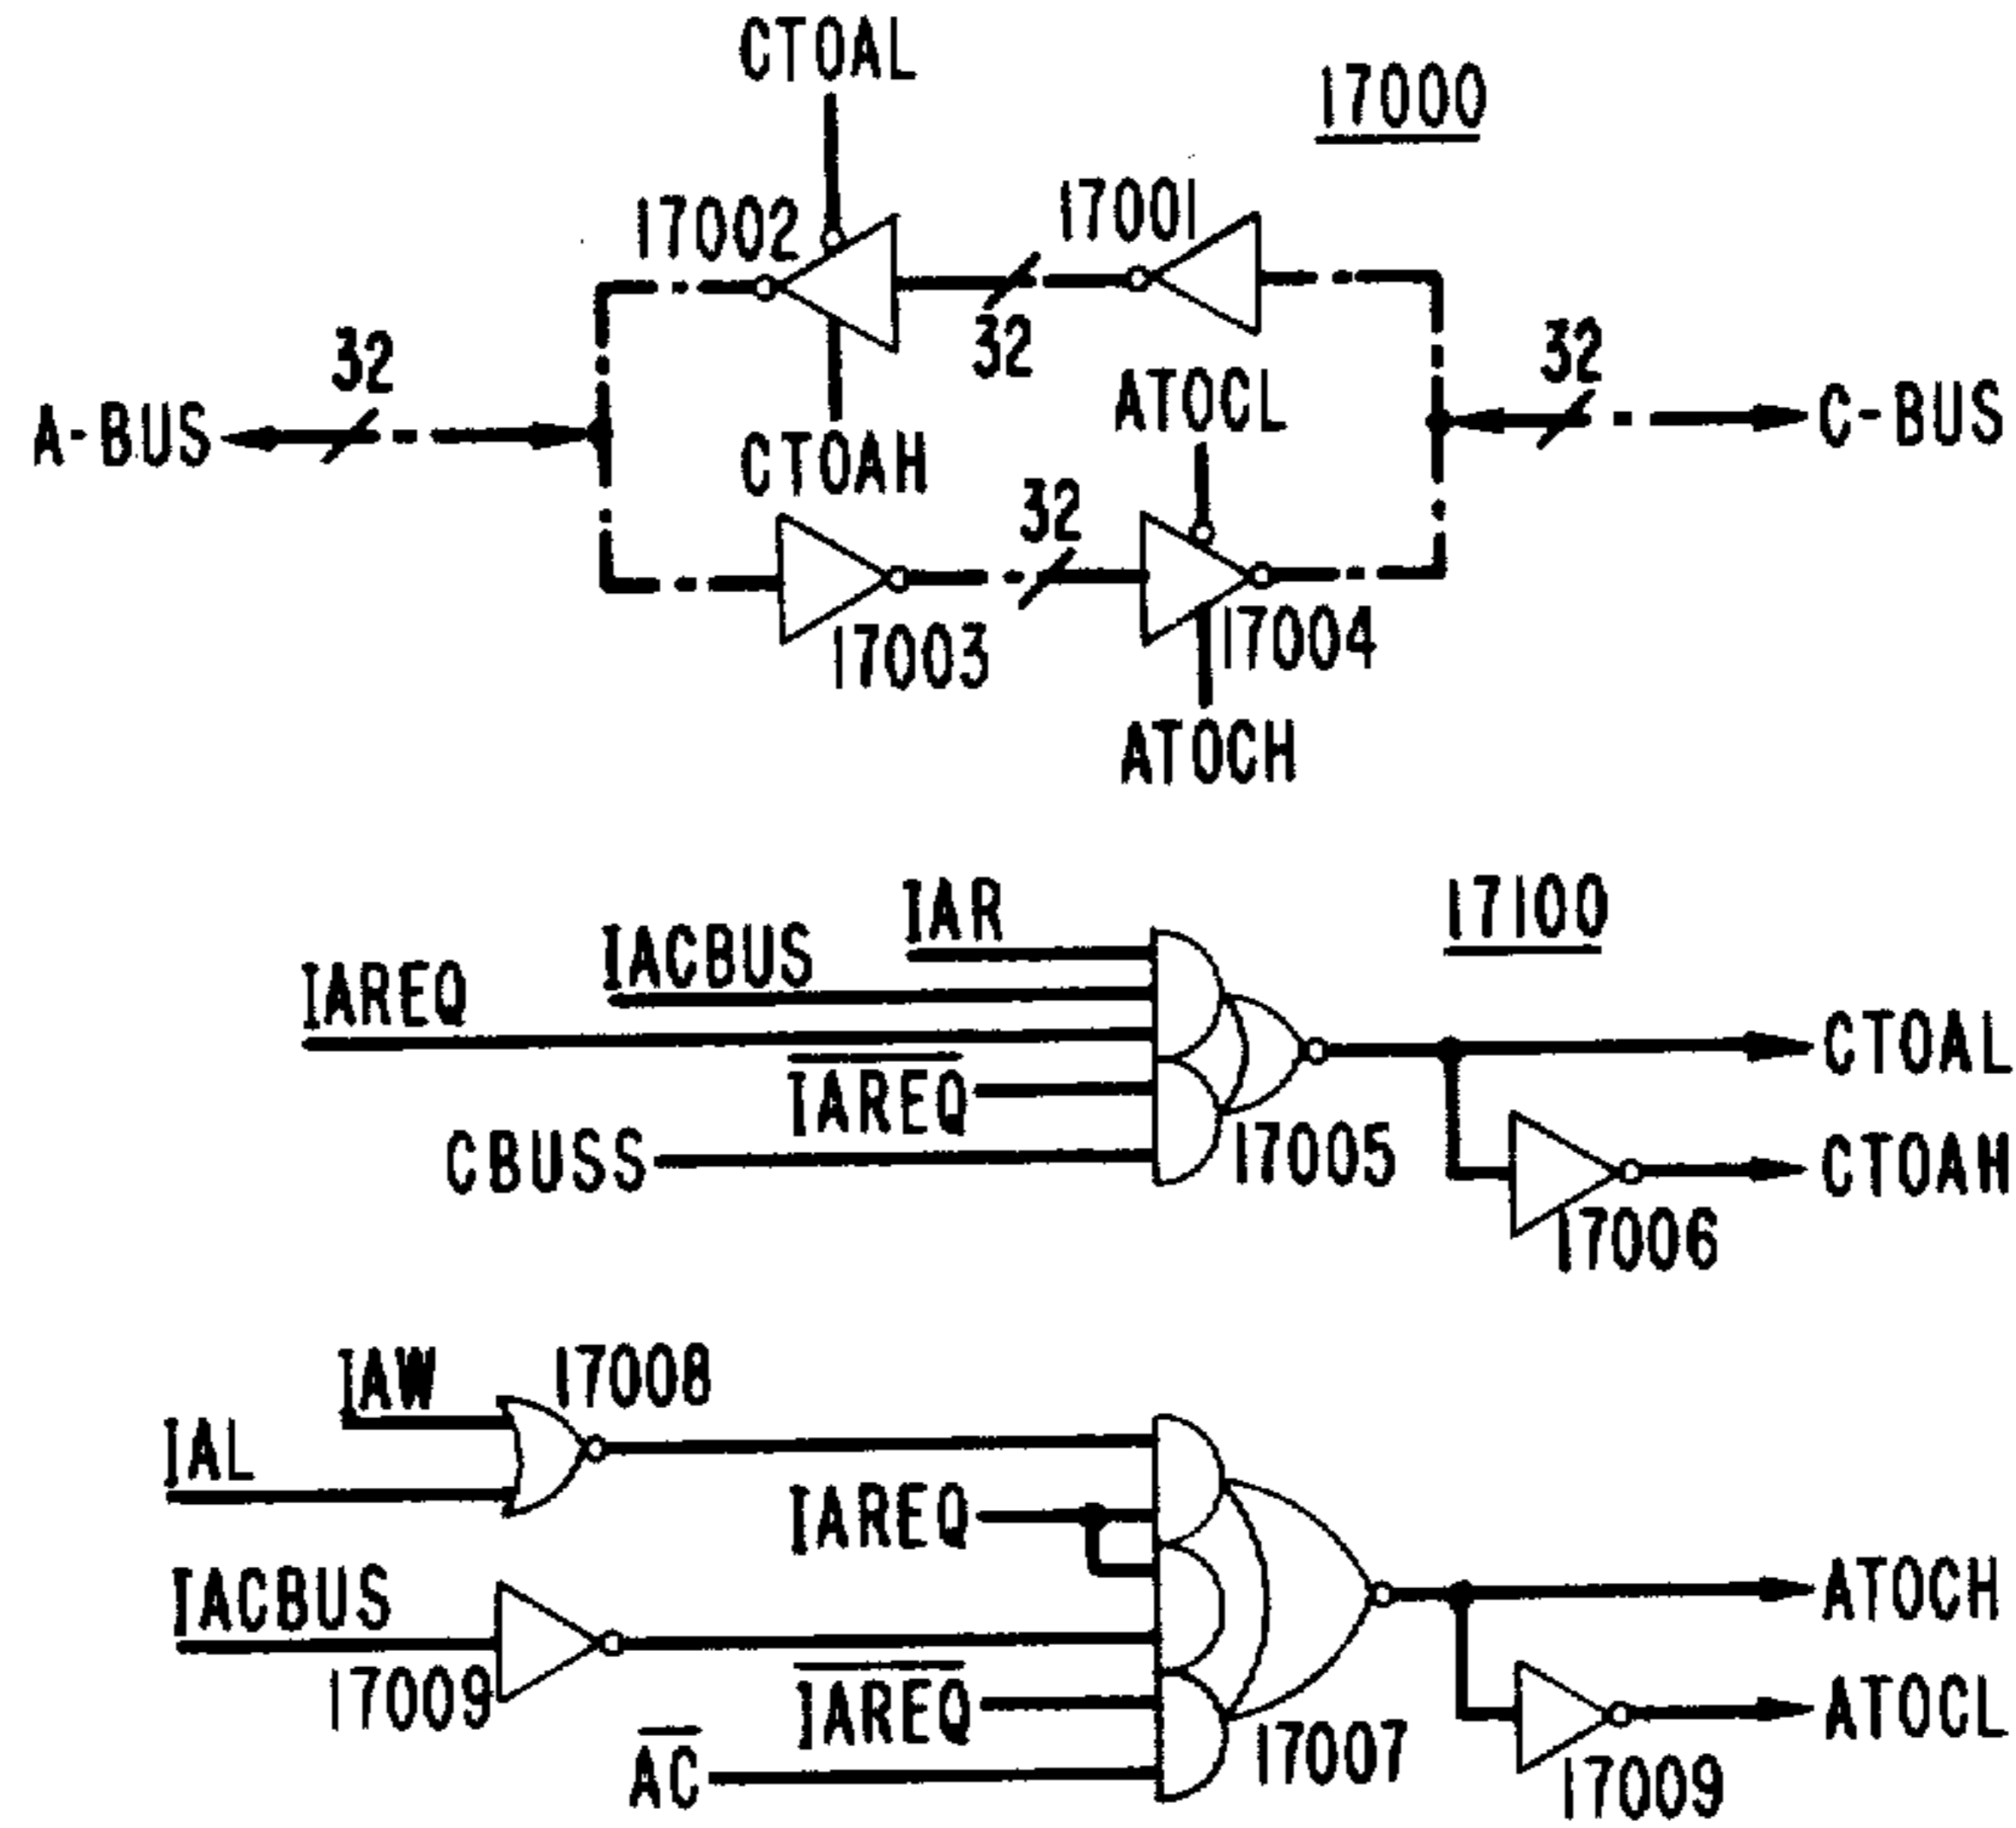 CTOAL
17000
17002
17001
32
32
32
A-BUS
C-BUS
CTOAH
ATOCL
32
17003
17004
ATOCH
IAR
17100
IACBUS
IAREQ
CTOAL
IAREQ
CBUSS
17005
CTOAH
17006
IAW
17008
IAL
IAREQ
IACBUS
ATOCH
17009
IAREQ
ATOCL
AC
17007
17009